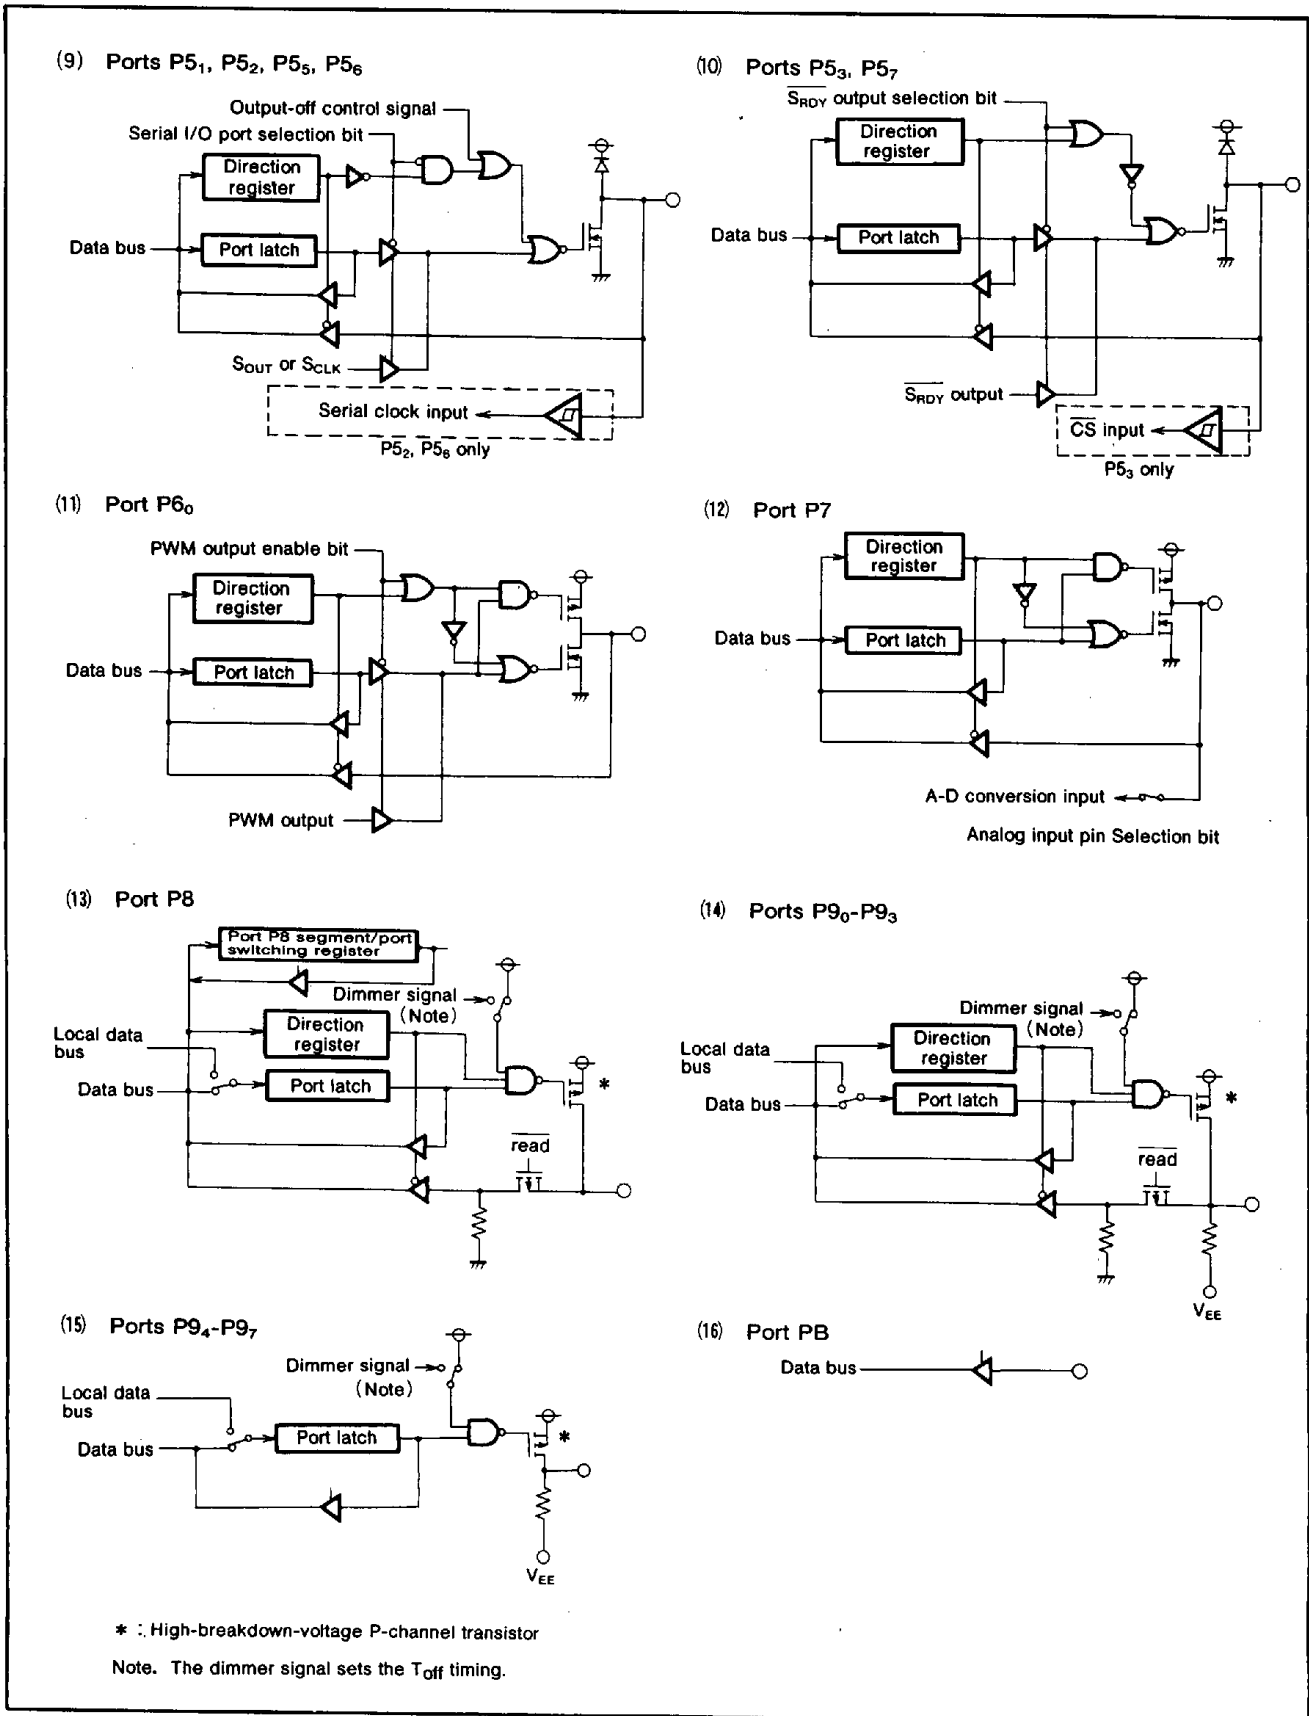 (9) Ports P5₁, P5₂, P5₅, P5₆
Output-off control signal
Serial I/O port selection bit
Direction
register
Data bus
Port latch
S_OUT or S_CLK
Serial clock input
P5₂, P5₆ only
(10) Ports P5₃, P5₇
S̅_R̅D̅Y̅ output selection bit
Direction
register
Data bus
Port latch
S̅_R̅D̅Y̅ output
C̅S̅ input
P5₃ only
(11) Port P6₀
PWM output enable bit
Direction
register
Data bus
Port latch
PWM output
(12) Port P7
Direction
register
Data bus
Port latch
A-D conversion input
Analog input pin Selection bit
(13) Port P8
Port P8 segment/port
switching register
Dimmer signal
(Note)
Local data
bus
Direction
register
Data bus
Port latch
*
r̅e̅a̅d̅
(14) Ports P9₀-P9₃
Dimmer signal
(Note)
Local data
bus
Direction
register
Data bus
Port latch
*
r̅e̅a̅d̅
V_EE
(15) Ports P9₄-P9₇
Dimmer signal
(Note)
Local data
bus
Data bus
Port latch
*
V_EE
(16) Port PB
Data bus
* : High-breakdown-voltage P-channel transistor
Note. The dimmer signal sets the T_off timing.